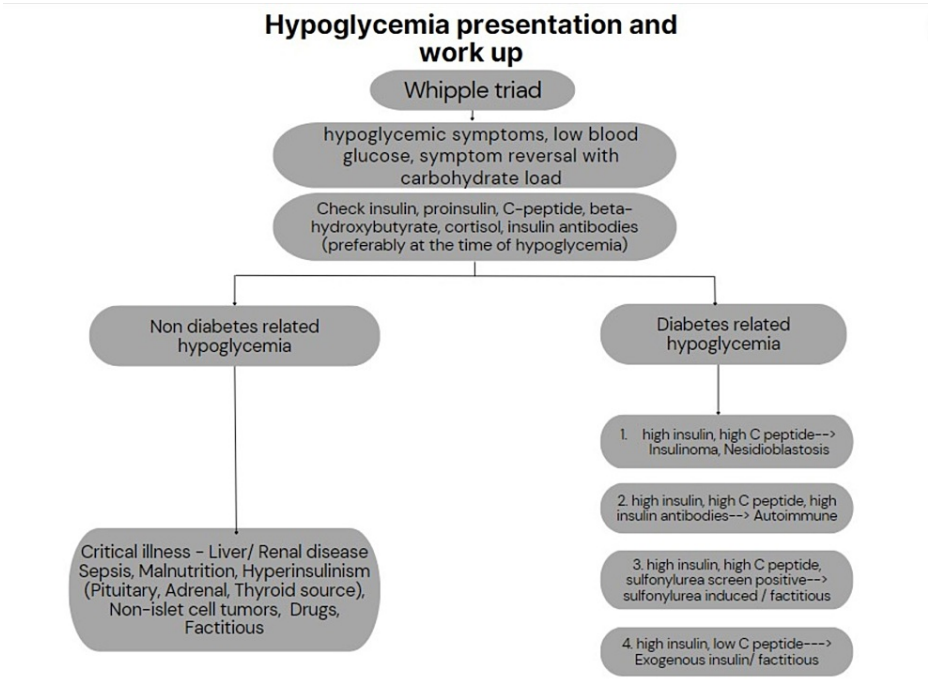 Hypoglycemia presentation and
work up
Whipple triad
hypoglycemic symptoms, low blood
glucose, symptom reversal with
carbohydrate load
Check insulin, proinsulin, C-peptide, beta-
hydroxybutyrate, cortisol, insulin antibodies
(preferably at the time of hypoglycemia)
Non diabetes related
hypoglycemia
Critical illness - Liver/ Renal disease
Sepsis, Malnutrition, Hyperinsulinism
(Pituitary, Adrenal, Thyroid source),
Non-islet cell tumors, Drugs,
Factitious
Diabetes related
hypoglycemia
1. high insulin, high C peptide-->
Insulinoma, Nesidioblastosis
2. high insulin, high C peptide, high
insulin antibodies--> Autoimmune
3. high insulin, high C peptide,
sulfonylurea screen positive-->
sulfonylurea induced / factitious
4. high insulin, low C peptide--->
Exogenous insulin/ factitious